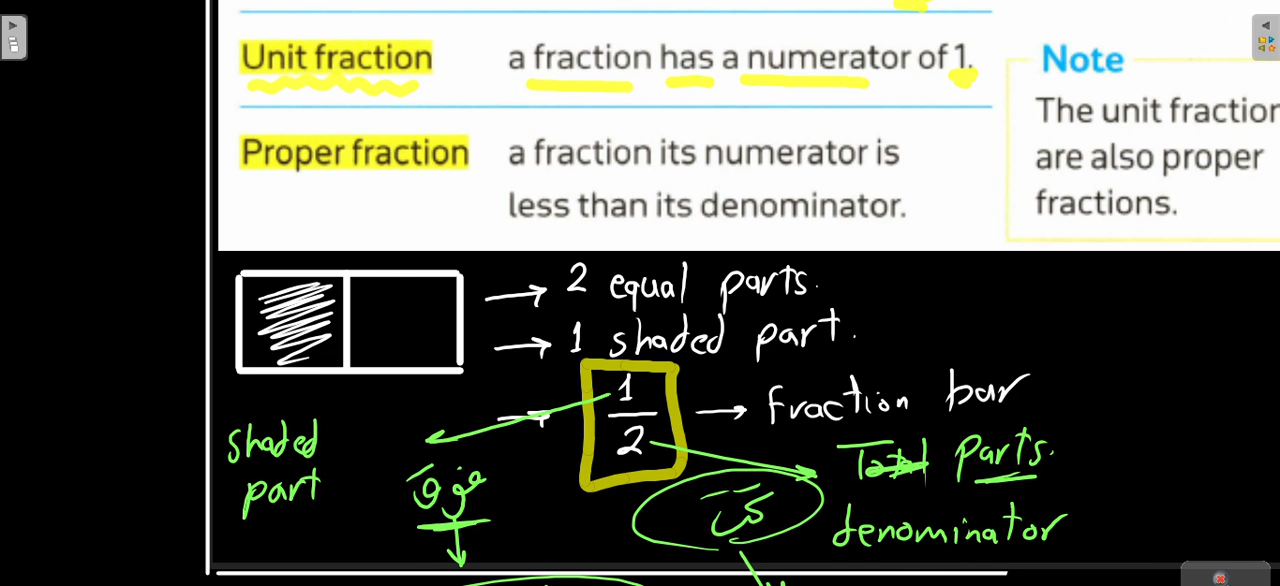 Unit fraction a fraction has a numerator of 1.
Note
The unit fraction
Proper fraction a fraction its numerator is
are also proper
less than its denominator.
fractions.
→ 2 equal parts.
→ 1 shaded part.
→ 1/2 → fraction bar
shaded
part
فوق
Total Parts.
denominator